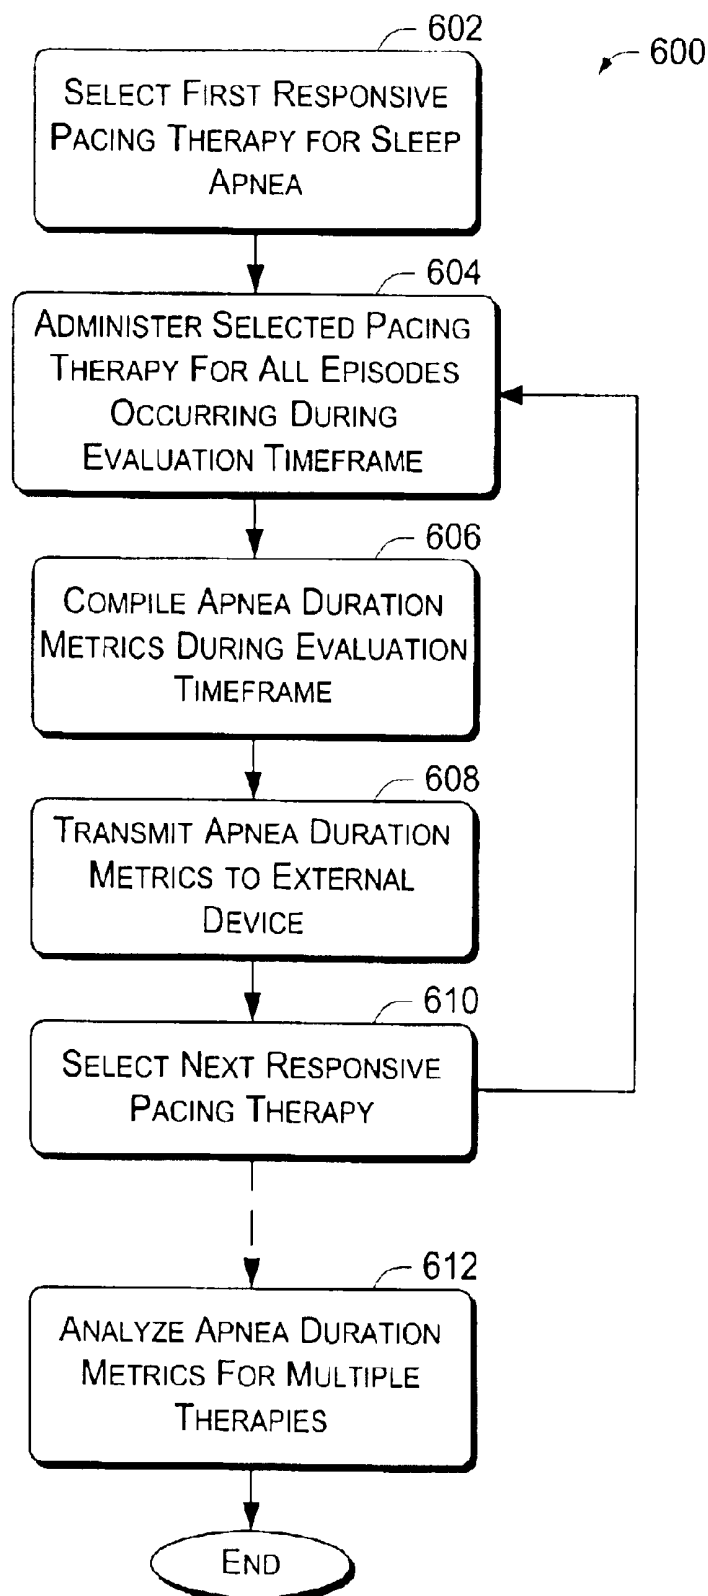 602
600
SELECT FIRST RESPONSIVE
PACING THERAPY FOR SLEEP
APNEA
604
ADMINISTER SELECTED PACING
THERAPY FOR ALL EPISODES
OCCURRING DURING
EVALUATION TIMEFRAME
606
COMPILE APNEA DURATION
METRICS DURING EVALUATION
TIMEFRAME
608
TRANSMIT APNEA DURATION
METRICS TO EXTERNAL
DEVICE
610
SELECT NEXT RESPONSIVE
PACING THERAPY
612
ANALYZE APNEA DURATION
METRICS FOR MULTIPLE
THERAPIES
END